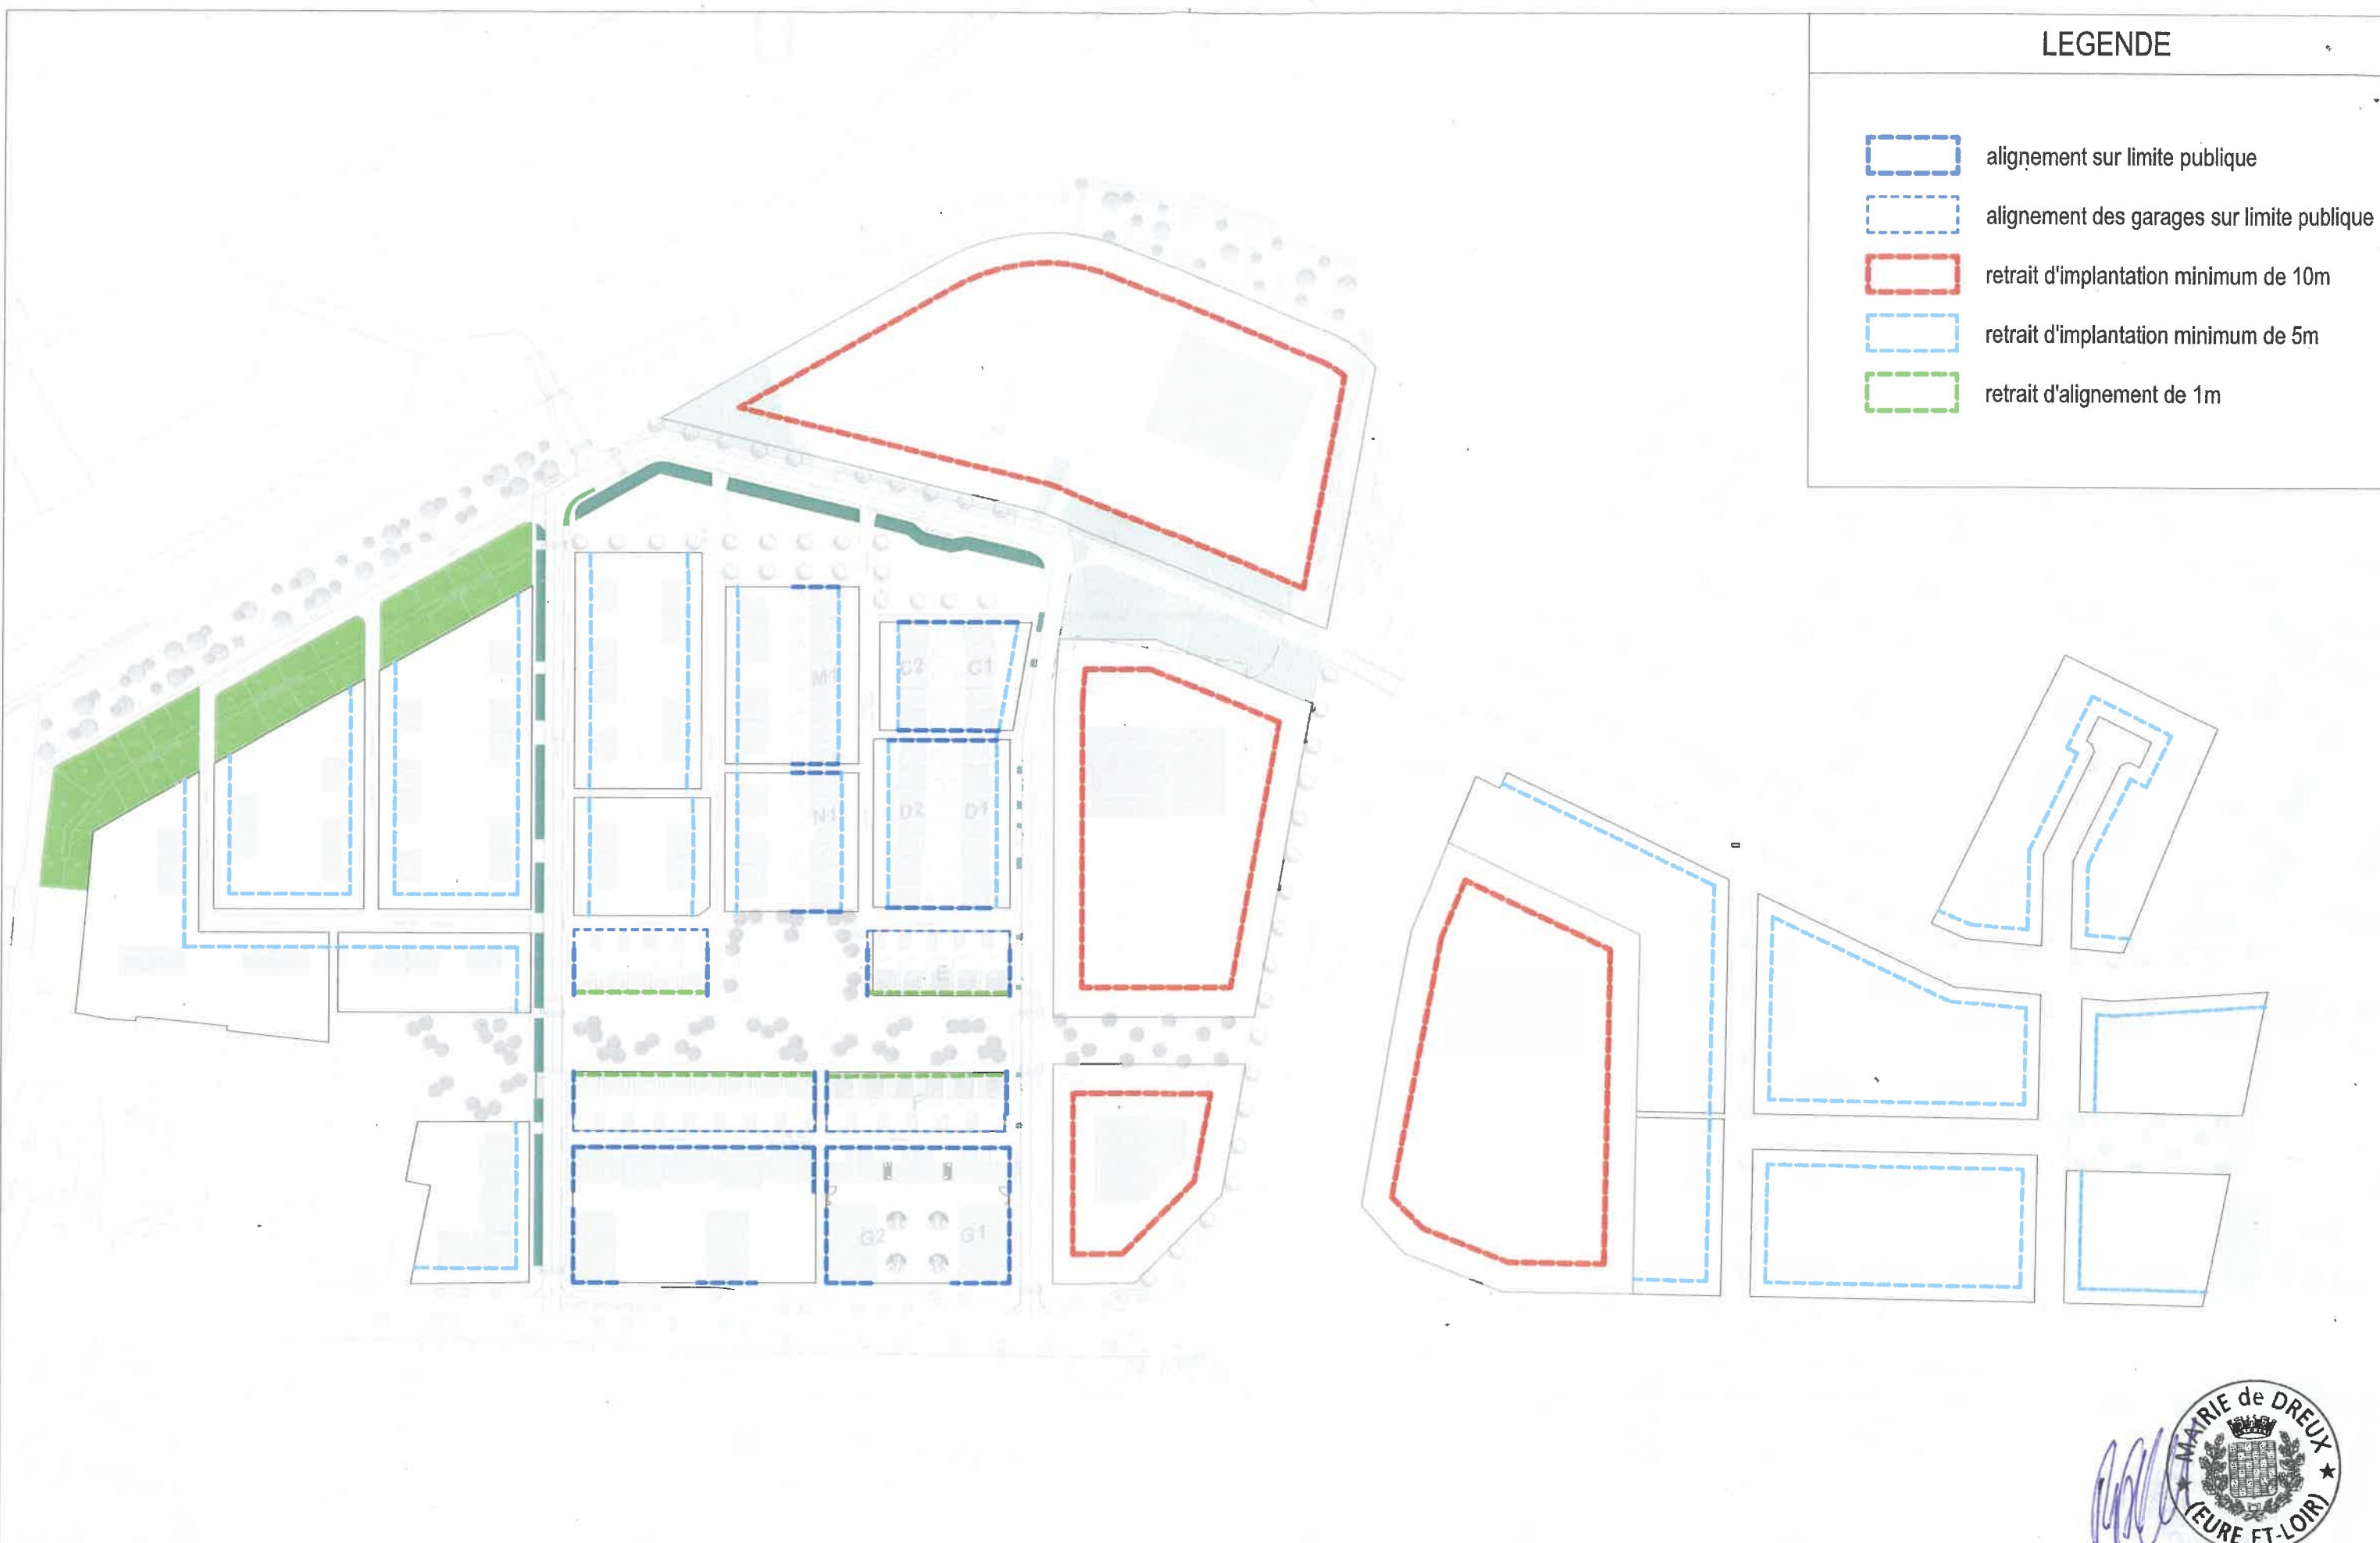 LEGENDE
alignement sur limite publique
alignement des garages sur limite publique
retrait d'implantation minimum de 10m
retrait d'implantation minimum de 5m
retrait d'alignement de 1m
M1
C2
C1
N1
D2
D1
E
F
G2
G1
MAIRIE de DREUX
(EURE ET-LOIR)